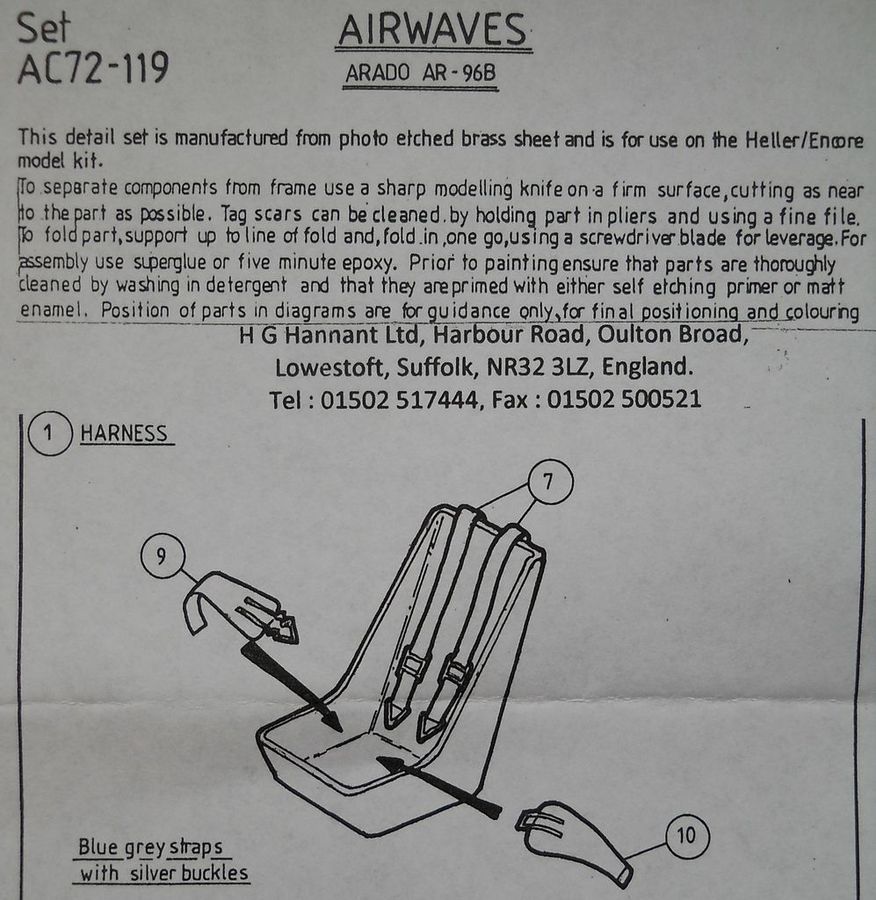 Set
AC72-119
AIRWAVES
ARADO AR-96B
This detail set is manufactured from photo etched brass sheet and is for use on the Heller/Encore
model kit.
To separate components from frame use a sharp modelling knife on a firm surface, cutting as near
to the part as possible. Tag scars can be cleaned by holding part in pliers and using a fine file.
To fold part, support up to line of fold and, fold in one go, using a screwdriver blade for leverage. For
assembly use superglue or five minute epoxy. Prior to painting ensure that parts are thoroughly
cleaned by washing in detergent and that they are primed with either self etching primer or matt
enamel. Position of parts in diagrams are for guidance only, for final positioning and colouring
H G Hannant Ltd, Harbour Road, Oulton Broad,
Lowestoft, Suffolk, NR32 3LZ, England.
Tel : 01502 517444, Fax : 01502 500521
1 HARNESS
7
9
10
Blue grey straps
with silver buckles